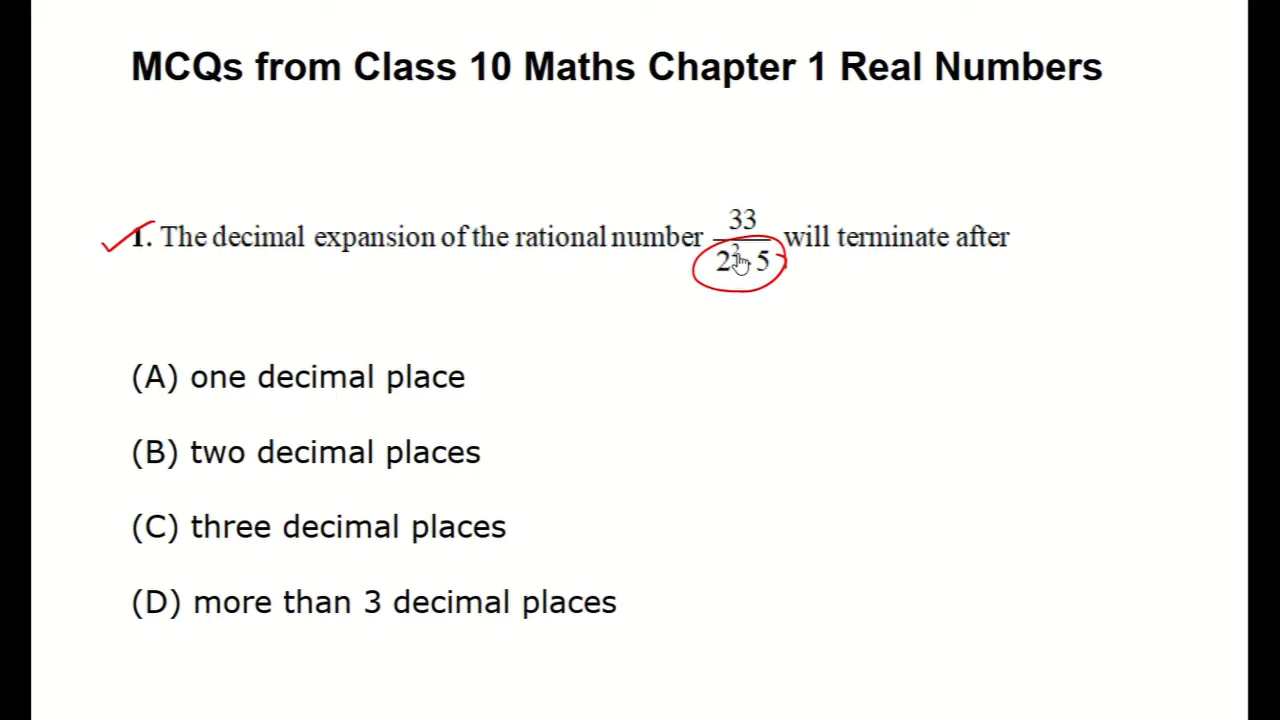 MCQs from Class 10 Maths Chapter 1 Real Numbers
1. The decimal expansion of the rational number 33/2² 5 will terminate after
(A) one decimal place
(B) two decimal places
(C) three decimal places
(D) more than 3 decimal places